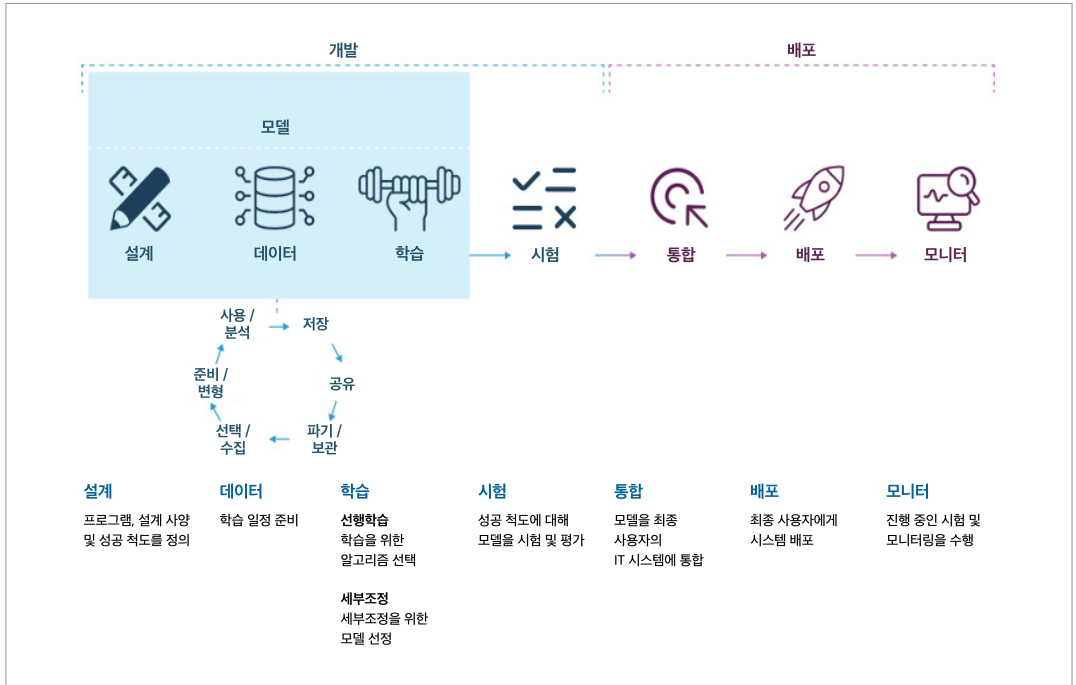 개발
배포
모델
설계
데이터
학습
시험
통합
배포
모니터
사용 /
분석
저장
준비 /
변형
공유
선택 /
수집
파기 /
보관
설계
프로그램, 설계 사양
및 성공 척도를 정의
데이터
학습 일정 준비
학습
선행학습
학습을 위한
알고리즘 선택
세부조정
세부조정을 위한
모델 선정
시험
성공 척도에 대해
모델을 시험 및 평가
통합
모델을 최종
사용자의
IT 시스템에 통합
배포
최종 사용자에게
시스템 배포
모니터
진행 중인 시험 및
모니터링을 수행